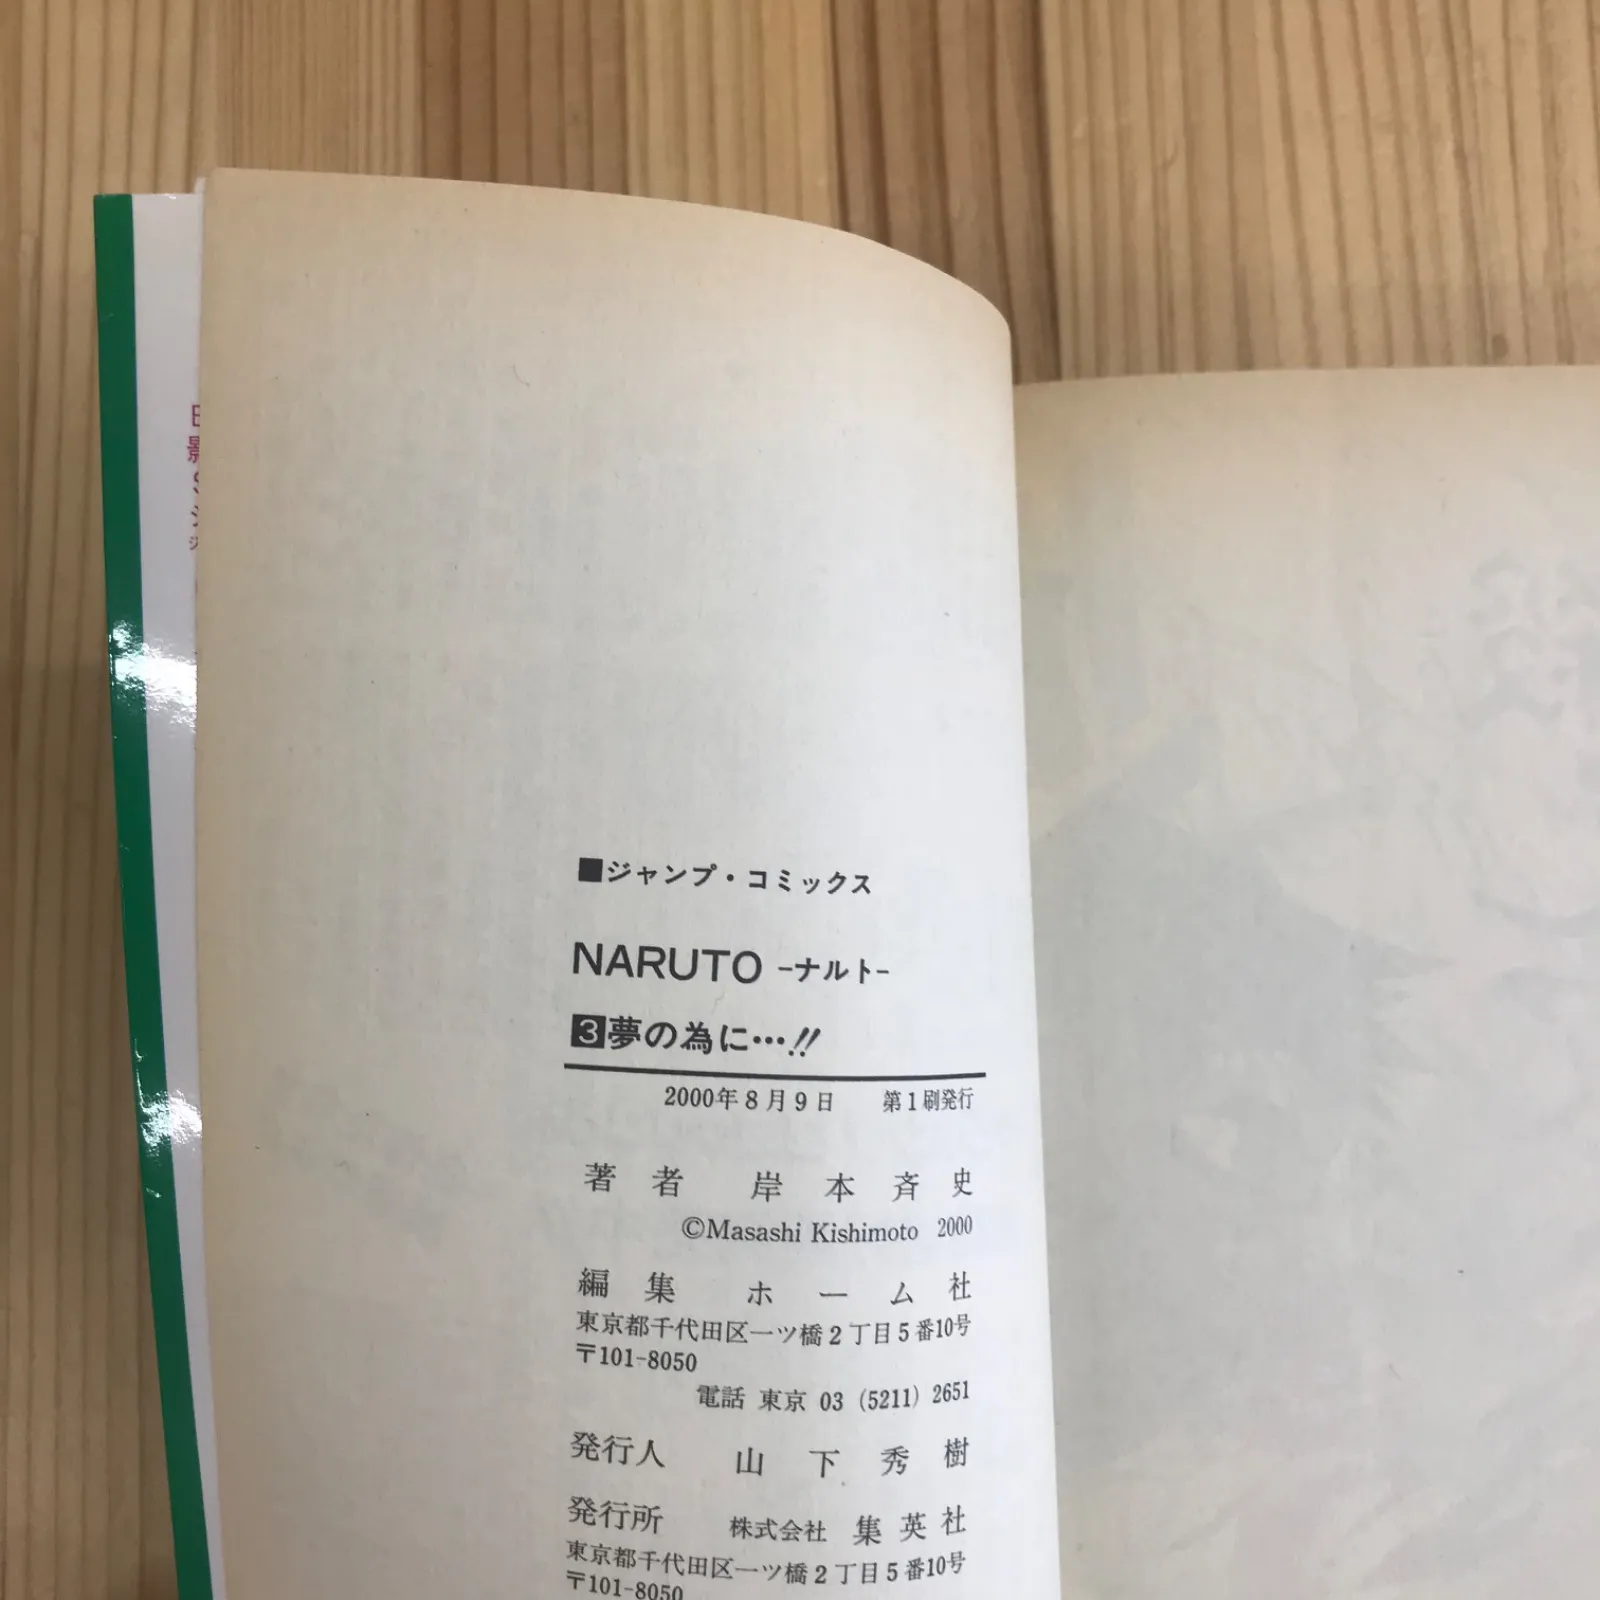 ■ジャンプ・コミックス
NARUTO -ナルト-
3夢の為に…!!
2000年8月9日 第1刷発行
著者 岸本斉史
©Masashi Kishimoto 2000
編集 ホーム社
東京都千代田区一ツ橋2丁目5番10号
〒101-8050
電話 東京 03 (5211) 2651
発行人 山下秀樹
発行所 株式会社 集英社
東京都千代田区一ツ橋2丁目5番10号
〒101-8050